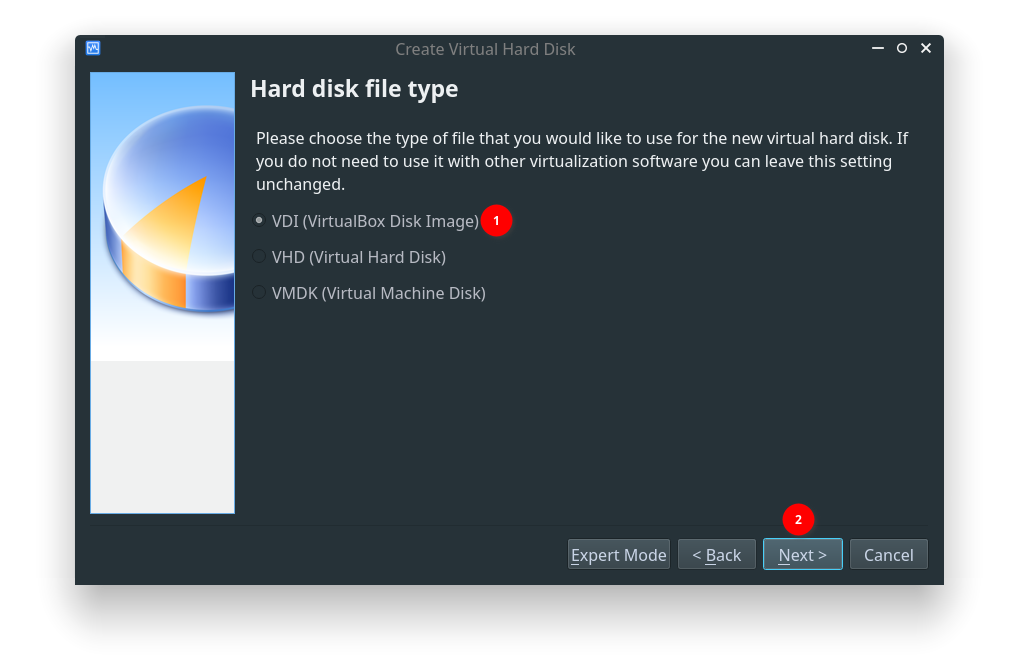 Create Virtual Hard Disk
Hard disk file type
Please choose the type of file that you would like to use for the new virtual hard disk. If
you do not need to use it with other virtualization software you can leave this setting
unchanged.
VDI (VirtualBox Disk Image) 1
VHD (Virtual Hard Disk)
VMDK (Virtual Machine Disk)
2
Expert Mode < Back Next > Cancel